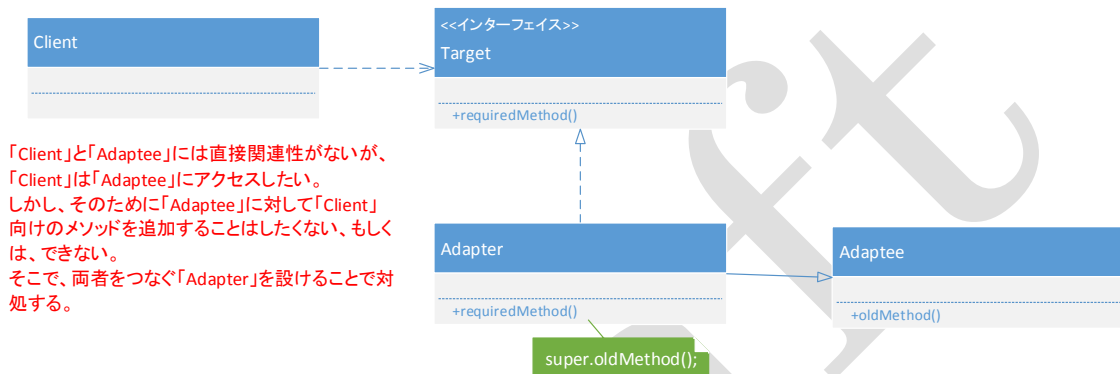 Client
<<インターフェイス>>
Target
+requiredMethod()
「Client」と「Adaptee」には直接関連性がないが、
「Client」は「Adaptee」にアクセスしたい。
しかし、そのために「Adaptee」に対して「Client」
向けのメソッドを追加することはしたくない、もしく
は、できない。
そこで、両者をつなぐ「Adapter」を設けることで対
処する。
Adapter
+requiredMethod()
Adaptee
+oldMethod()
super.oldMethod();